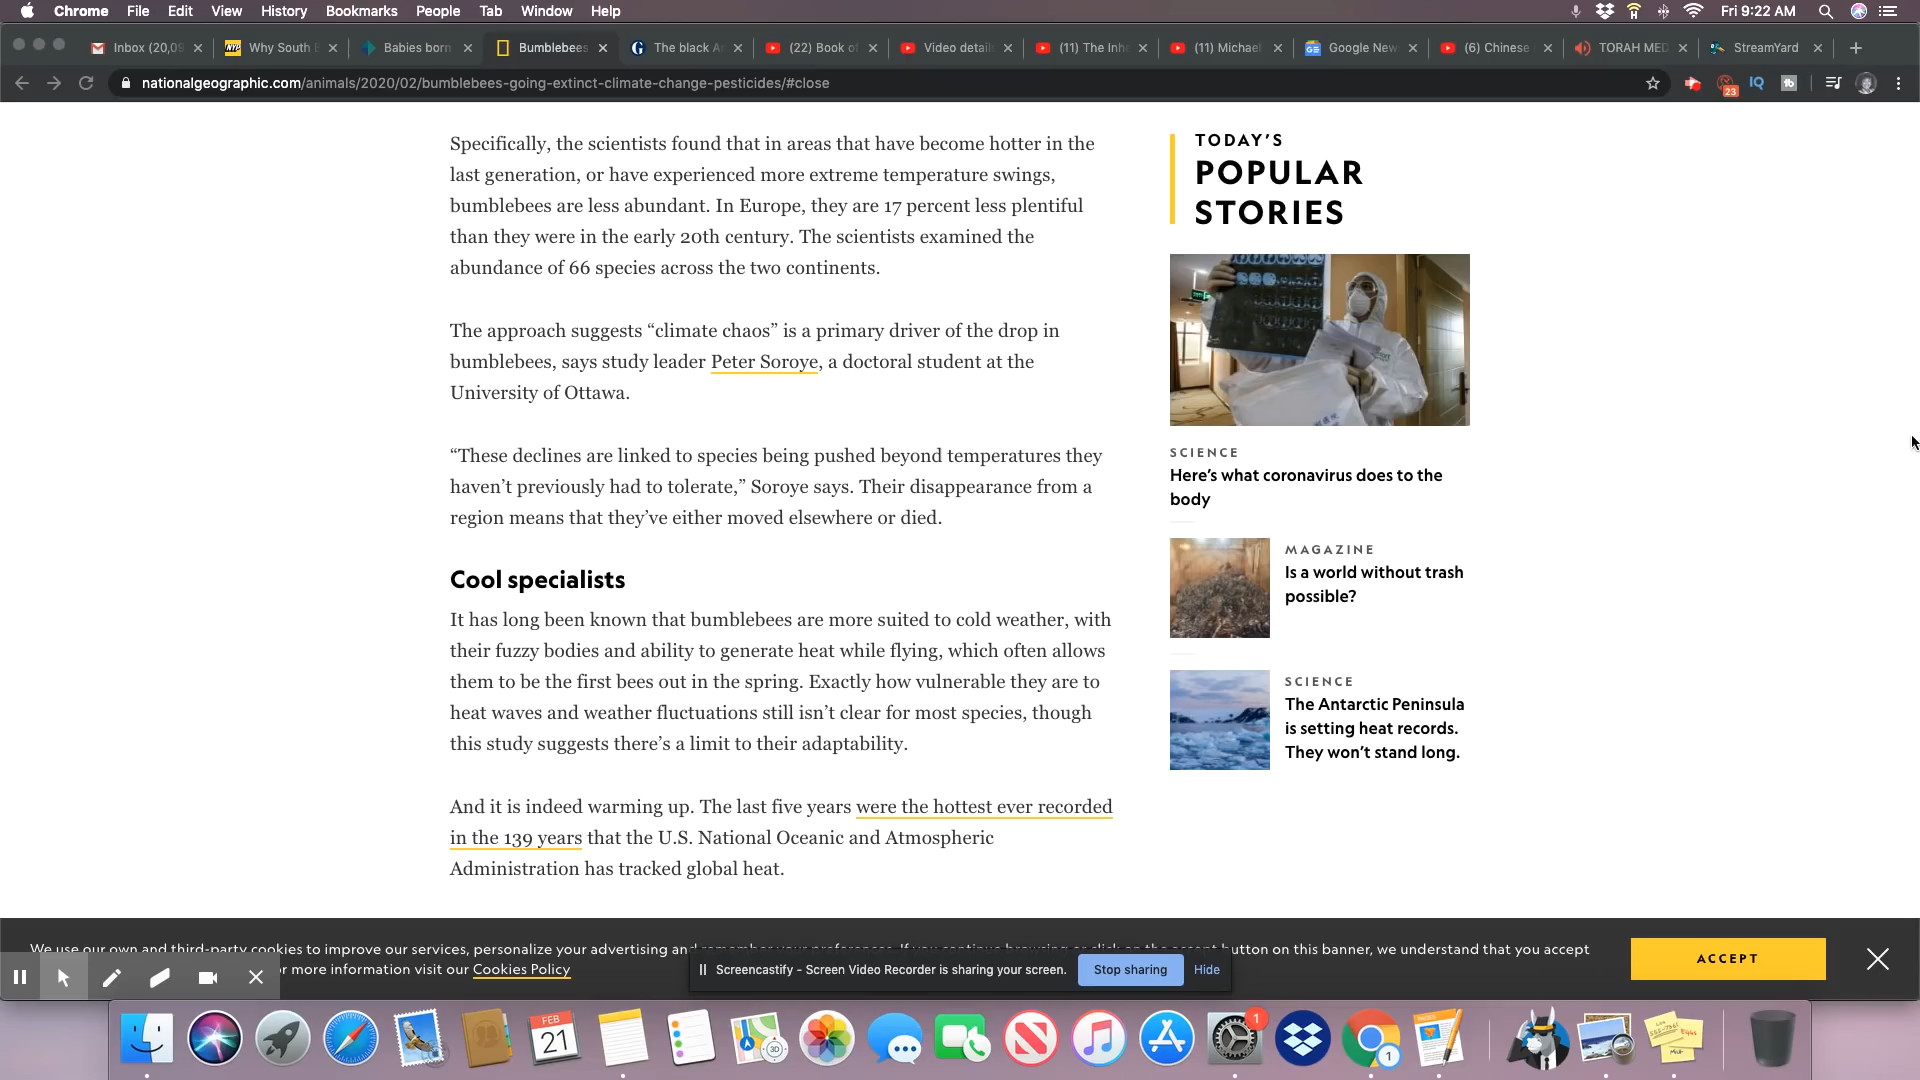 Chrome File Edit View History Bookmarks People Tab Window Help Fri 9:22 AM
Inbox (20,09 Why South Babies born Bumblebees The black (22) Book of Video detail (11) The Inh (11) Michael Google New (6) Chinese TORAH MED StreamYard
nationalgeographic.com/animals/2020/02/bumblebees-going-extinct-climate-change-pesticides/#close 23 IQ
Specifically, the scientists found that in areas that have become hotter in the
last generation, or have experienced more extreme temperature swings,
bumblebees are less abundant. In Europe, they are 17 percent less plentiful
than they were in the early 20th century. The scientists examined the
abundance of 66 species across the two continents.
The approach suggests “climate chaos” is a primary driver of the drop in
bumblebees, says study leader Peter Soroye, a doctoral student at the
University of Ottawa.
“These declines are linked to species being pushed beyond temperatures they
haven’t previously had to tolerate,” Soroye says. Their disappearance from a
region means that they’ve either moved elsewhere or died.
Cool specialists
It has long been known that bumblebees are more suited to cold weather, with
their fuzzy bodies and ability to generate heat while flying, which often allows
them to be the first bees out in the spring. Exactly how vulnerable they are to
heat waves and weather fluctuations still isn’t clear for most species, though
this study suggests there’s a limit to their adaptability.
And it is indeed warming up. The last five years were the hottest ever recorded
in the 139 years that the U.S. National Oceanic and Atmospheric
Administration has tracked global heat.
TODAY’S
POPULAR
STORIES
SCIENCE
Here’s what coronavirus does to the
body
MAGAZINE
Is a world without trash
possible?
SCIENCE
The Antarctic Peninsula
is setting heat records.
They won’t stand long.
We use our own and third-party cookies to improve our services, personalize your advertising and remember your preferences. If you continue browsing or click on the accept button on this banner, we understand that you accept
or more information visit our Cookies Policy
ACCEPT
Screencastify - Screen Video Recorder is sharing your screen. Stop sharing Hide
FEB
21
3D
1
1
PAGES